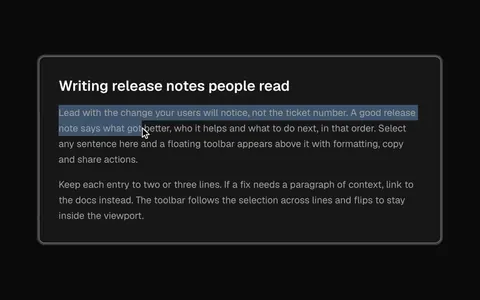 Writing release notes people read
Lead with the change your users will notice, not the ticket number. A good release
note says what got better, who it helps and what to do next, in that order. Select
any sentence here and a floating toolbar appears above it with formatting, copy
and share actions.
Keep each entry to two or three lines. If a fix needs a paragraph of context, link to
the docs instead. The toolbar follows the selection across lines and flips to stay
inside the viewport.